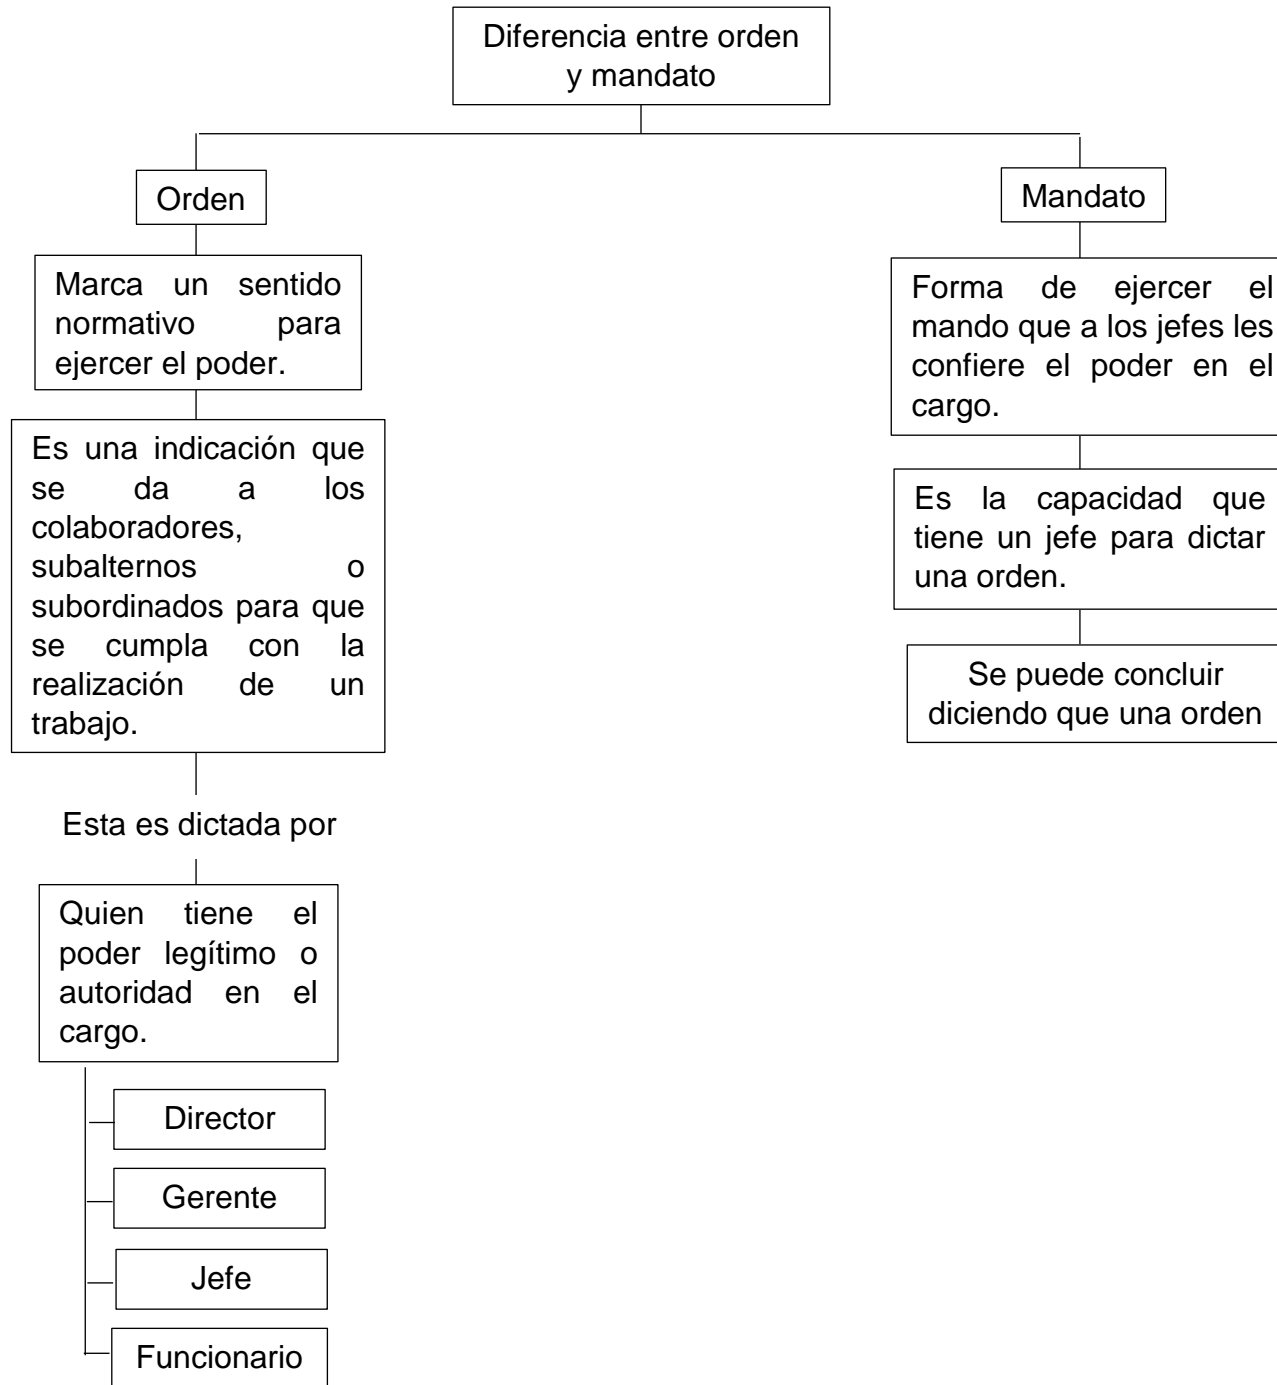 Diferencia entre orden
y mandato
Orden
Marca un sentido
normativo para
ejercer el poder.
Es una indicación que
se da a los
colaboradores,
subalternos o
subordinados para que
se cumpla con la
realización de un
trabajo.
Esta es dictada por
Quien tiene el
poder legítimo o
autoridad en el
cargo.
Director
Gerente
Jefe
Funcionario
Mandato
Forma de ejercer el
mando que a los jefes les
confiere el poder en el
cargo.
Es la capacidad que
tiene un jefe para dictar
una orden.
Se puede concluir
diciendo que una orden